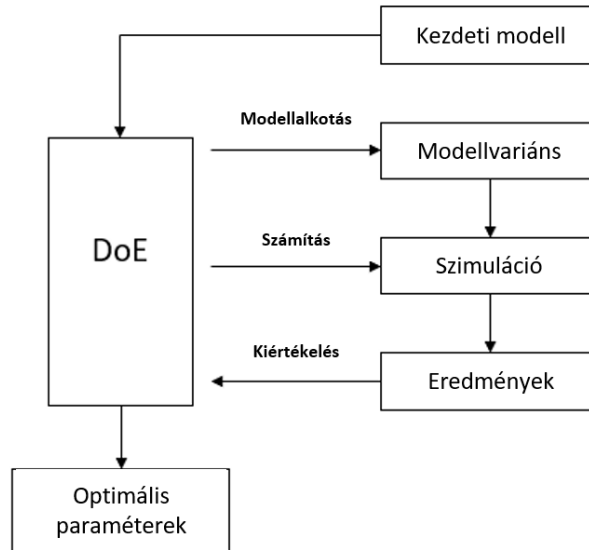 Kezdeti modell
Modellalkotás
Modellvariáns
DoE
Számítás
Szimuláció
Kiértékelés
Eredmények
Optimális
paraméterek